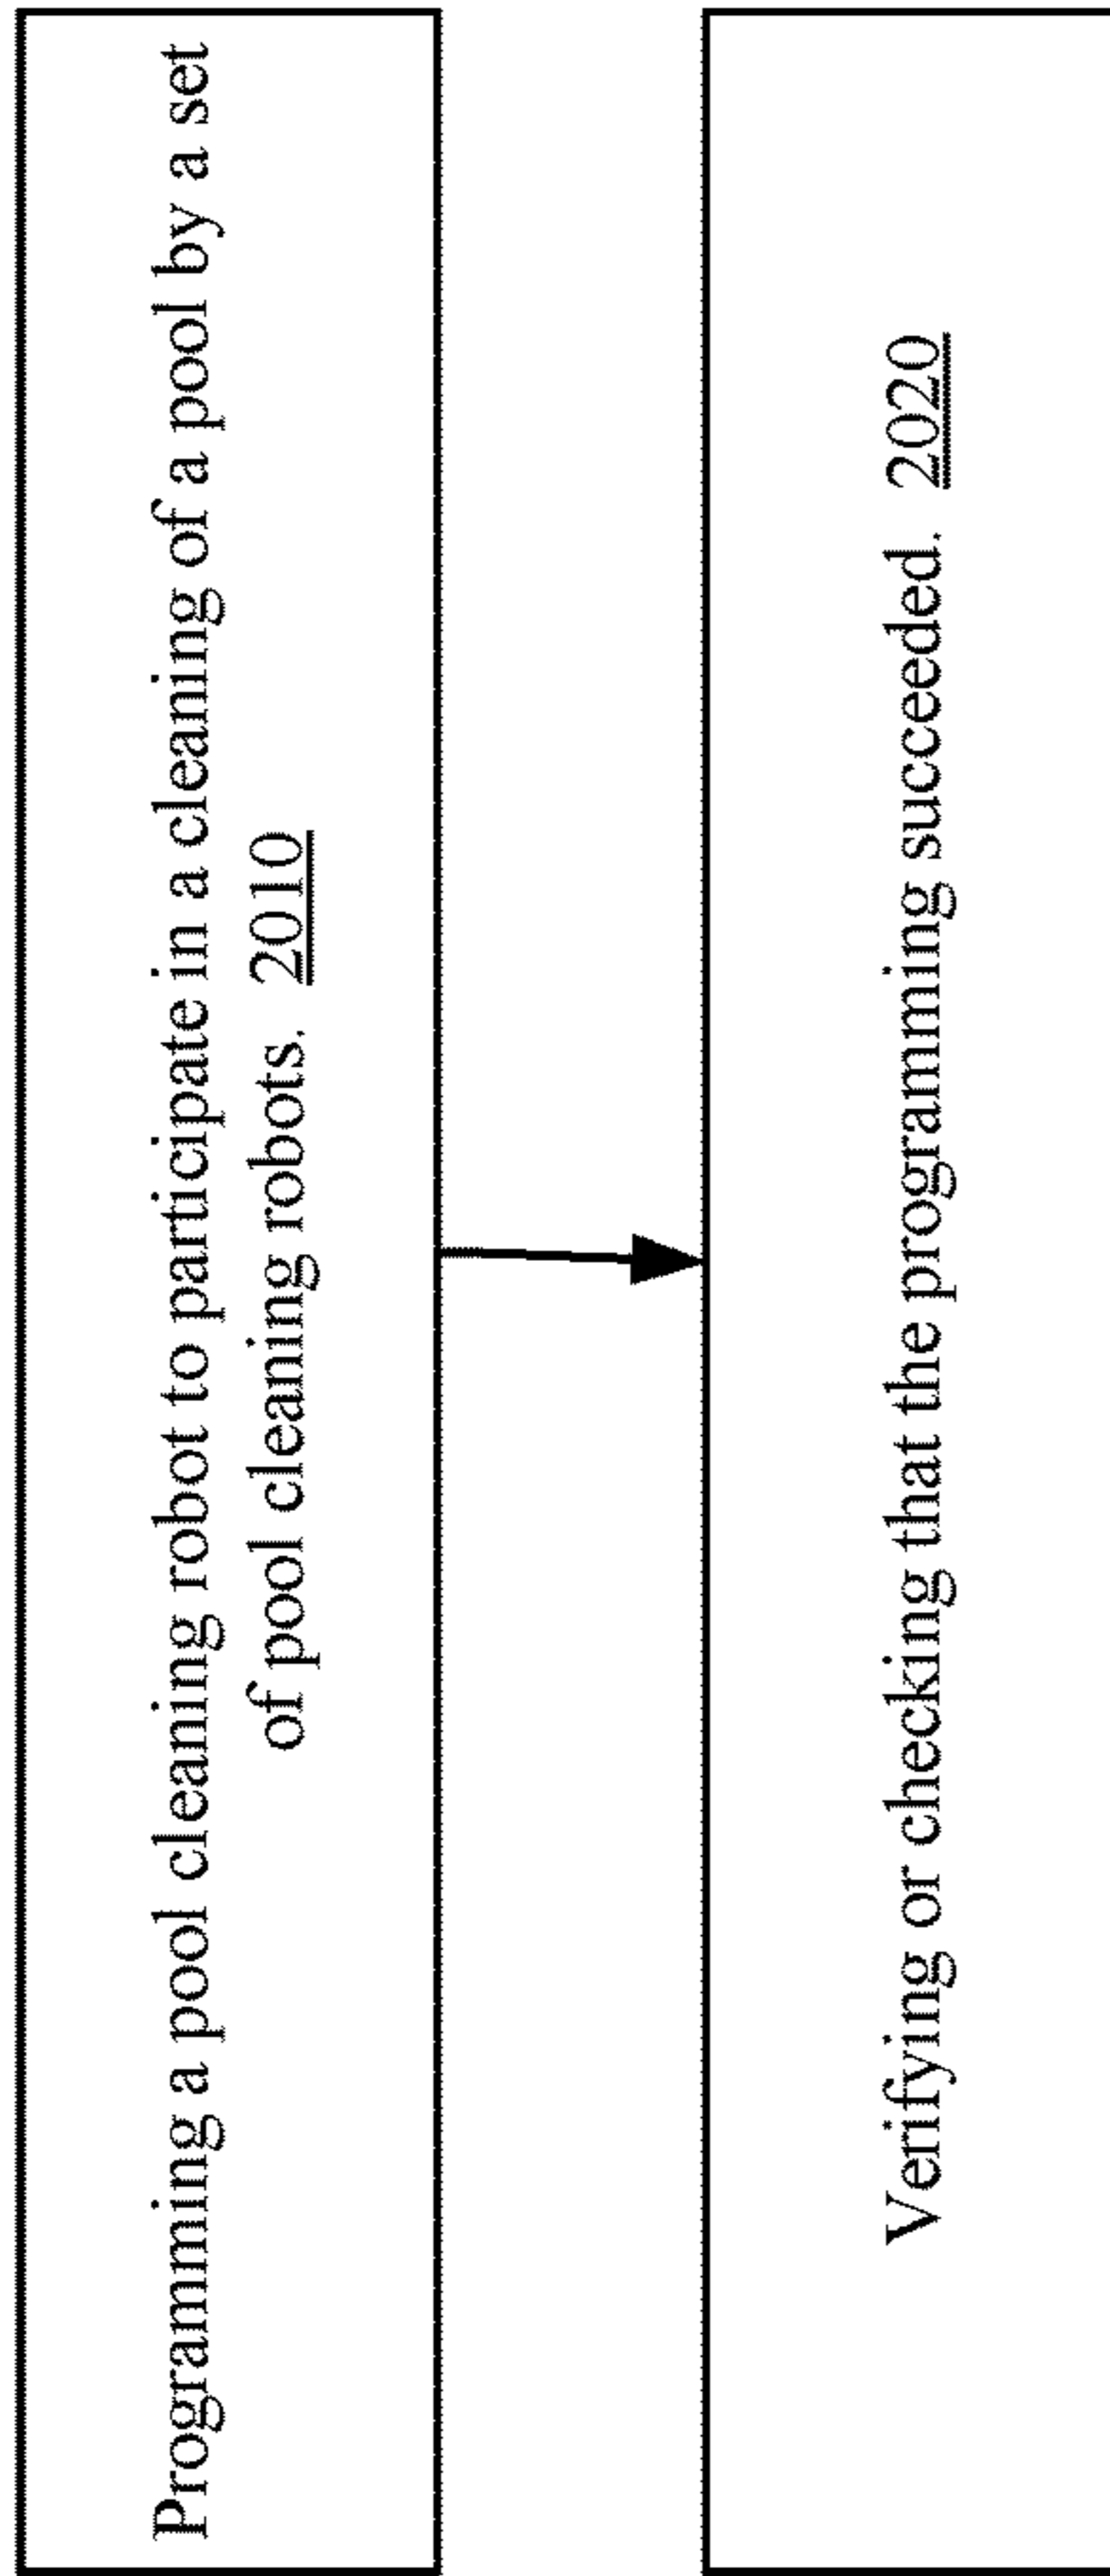 Programming a pool cleaning robot to participate in a cleaning of a pool by a set
of pool cleaning robots. 2010
Verifying or checking that the programming succeeded. 2020